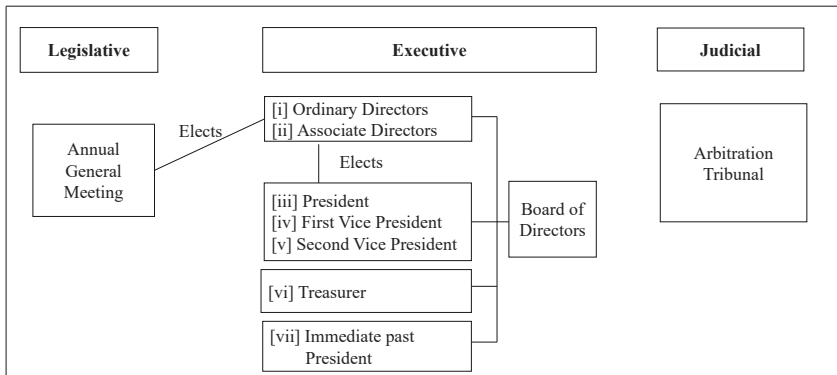 Legislative
Executive
Judicial
Annual
General
Meeting
Elects
[i] Ordinary Directors
[ii] Associate Directors
Elects
[iii] President
[iv] First Vice President
[v] Second Vice President
[vi] Treasurer
[vii] Immediate past
President
Board of
Directors
Arbitration
Tribunal